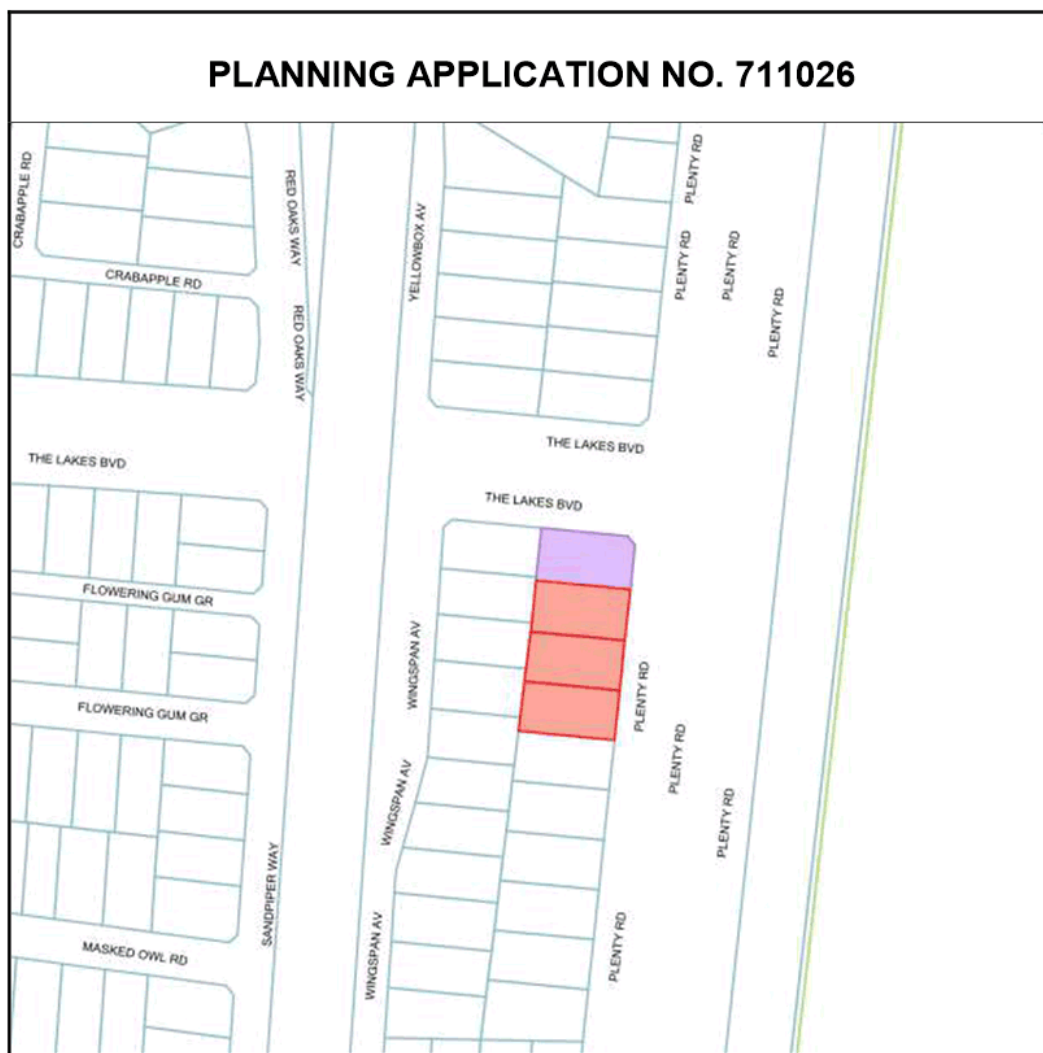 PLANNING APPLICATION NO. 711026
CRABAPPLE RD
RED OAKS WAY
YELLOWBOX AV
PLENTY RD
PLENTY RD
PLENTY RD
PLENTY RD
CRABAPPLE RD
RED OAKS WAY
THE LAKES BVD
THE LAKES BVD
THE LAKES BVD
FLOWERING GUM GR
WINGSPAN AV
PLENTY RD
FLOWERING GUM GR
PLENTY RD
WINGSPAN AV
PLENTY RD
SANDPIPER WAY
WINGSPAN AV
PLENTY RD
MASKED OWL RD